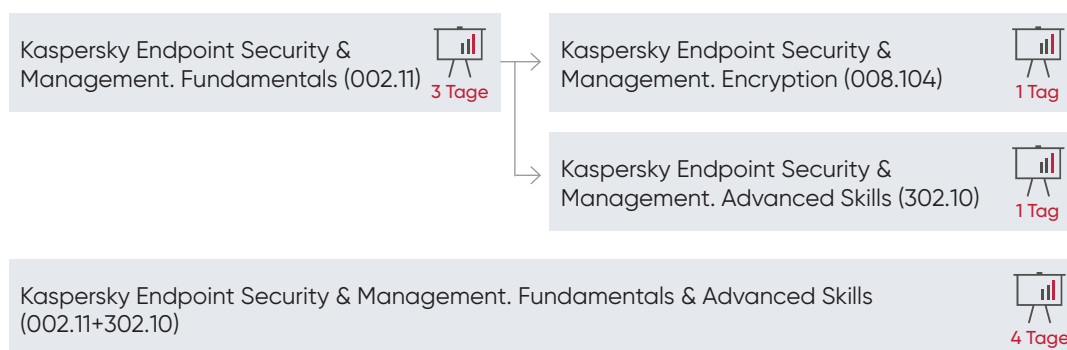 Kaspersky Endpoint Security &
Management. Fundamentals (002.11)
3 Tage
Kaspersky Endpoint Security &
Management. Encryption (008.104)
1 Tag
Kaspersky Endpoint Security &
Management. Advanced Skills (302.10)
1 Tag
Kaspersky Endpoint Security & Management. Fundamentals & Advanced Skills
(002.11+302.10)
4 Tage